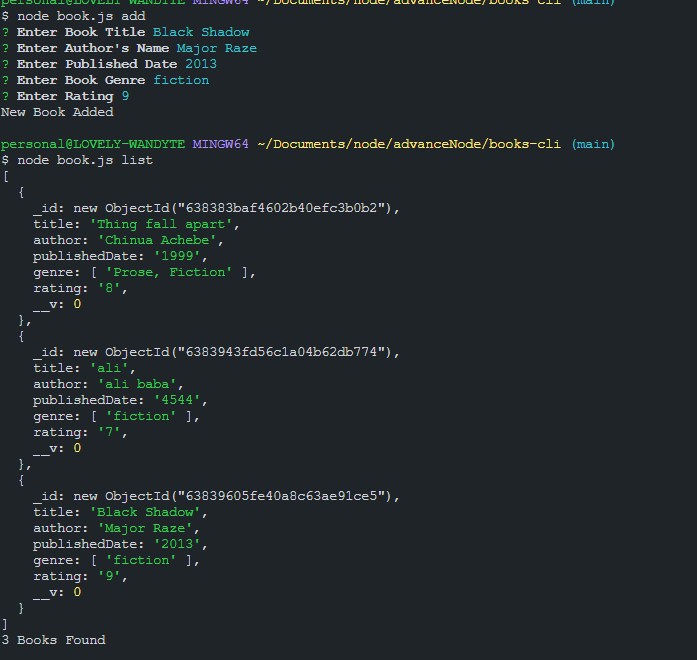 personal@LOVELY-WANDYTE MINGW64 ~/Documents/node/advanceNode/books-cli (main)
$ node book.js add
? Enter Book Title Black Shadow
? Enter Author's Name Major Raze
? Enter Published Date 2013
? Enter Book Genre fiction
? Enter Rating 9
New Book Added
personal@LOVELY-WANDYTE MINGW64 ~/Documents/node/advanceNode/books-cli (main)
$ node book.js list
[
  {
    _id: new ObjectId("638383baf4602b40efc3b0b2"),
    title: 'Thing fall apart',
    author: 'Chinua Achebe',
    publishedDate: '1999',
    genre: [ 'Prose, Fiction' ],
    rating: '8',
    __v: 0
  },
  {
    _id: new ObjectId("6383943fd56c1a04b62db774"),
    title: 'ali',
    author: 'ali baba',
    publishedDate: '4544',
    genre: [ 'fiction' ],
    rating: '7',
    __v: 0
  },
  {
    _id: new ObjectId("63839605fe40a8c63ae91ce5"),
    title: 'Black Shadow',
    author: 'Major Raze',
    publishedDate: '2013',
    genre: [ 'fiction' ],
    rating: '9',
    __v: 0
  }
]
3 Books Found